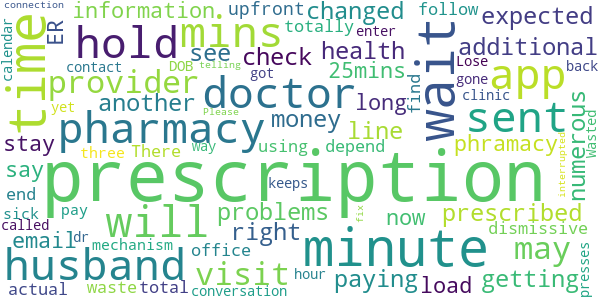 connection information upfront changed follow
calendar ER hold mins totally enter expected
time see check health Lose additional back
contact DOB got 25mins app gone
provider telling doctor long find wait clinic
another Please money sent
stay pharmacy line numerous Wasted
yet three There Way using depend phramacy
say prescription keeps interrupted
end will problems now prescribed
sick pay right fix may dismissive
called email dr minute
husband mechanism office hour paying load getting presses
actual waste total visit conversation